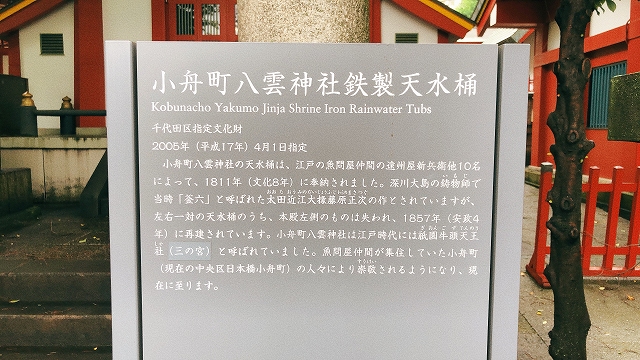 小舟町八雲神社鉄製天水桶
Kobunacho Yakumo Jinja Shrine Iron Rainwater Tubs
千代田区指定文化財
2005年（平成17年）4月1日指定
小舟町八雲神社の天水桶は、江戸の魚問屋仲間の遠州屋新兵衛他10名
によって、1811年（文化8年）に奉納されました。深川大島の鋳物師で
当時「釜六」と呼ばれた太田近江大掾藤原正次の作とされていますが、
左右一対の天水桶のうち、本殿左側のものは失われ、1857年（安政4
年）に再建されています。小舟町八雲神社は江戸時代には祇園牛頭天王
社（三の宮）と呼ばれていました。魚問屋仲間が集住していた小舟町
（現在の中央区日本橋小舟町）の人々により崇敬されるようになり、現
在に至ります。